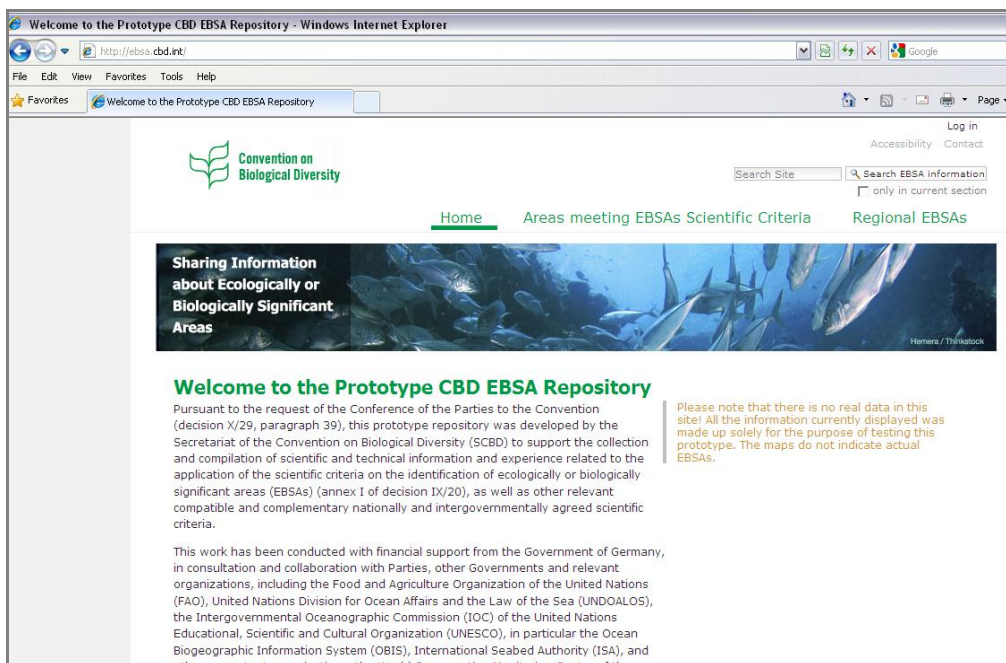 Welcome to the Prototype CBD EBSA Repository - Windows Internet Explorer
http://ebsa.cbd.int/
Google
File Edit View Favorites Tools Help
Favorites
Welcome to the Prototype CBD EBSA Repository
Page
Log in
Accessibility Contact
Convention on
Biological Diversity
Search Site
Search EBSA information
only in current section
Home Areas meeting EBSAs Scientific Criteria Regional EBSAs
Sharing Information
about Ecologically or
Biologically Significant
Areas
Hemera / Thinkstock
Welcome to the Prototype CBD EBSA Repository
Pursuant to the request of the Conference of the Parties to the Convention
(decision X/29, paragraph 39), this prototype repository was developed by the
Secretariat of the Convention on Biological Diversity (SCBD) to support the collection
and compilation of scientific and technical information and experience related to the
application of the scientific criteria on the identification of ecologically or biologically
significant areas (EBSAs) (annex I of decision IX/20), as well as other relevant
compatible and complementary nationally and intergovernmentally agreed scientific
criteria.
Please note that there is no real data in this
site! All the information currently displayed was
made up solely for the purpose of testing this
prototype. The maps do not indicate actual
EBSAs.
This work has been conducted with financial support from the Government of Germany,
in consultation and collaboration with Parties, other Governments and relevant
organizations, including the Food and Agriculture Organization of the United Nations
(FAO), United Nations Division for Ocean Affairs and the Law of the Sea (UNDOALOS),
the Intergovernmental Oceanographic Commission (IOC) of the United Nations
Educational, Scientific and Cultural Organization (UNESCO), in particular the Ocean
Biogeographic Information System (OBIS), International Seabed Authority (ISA), and